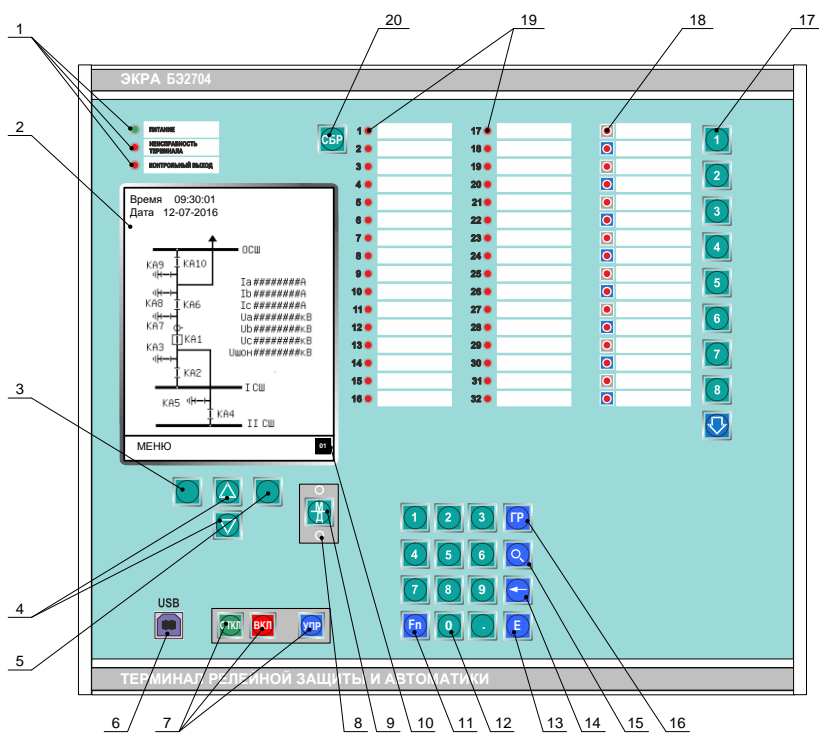 20 19 18 17
1
ЭКРА БЭ2704
2
ПИТАНИЕ
НЕИСПРАВНОСТЬ
ТЕРМИНАЛА
КОНТРОЛЬНЫЙ ВЫХОД
СБР
1 17
2 18
3 19
4 20
5 21
6 22
7 23
8 24
9 25
10 26
11 27
12 28
13 29
14 30
15 31
16 32
1
2
3
4
5
6
7
8
Время 09:30:01
Дата 12-07-2016
ОСШ
КА9 КА10
Ia########А
Ib########А
Ic########А
Ua########кВ
Ub########кВ
Uc########кВ
Uшон########кВ
КА8 КА6
КА7
КА1
КА3
КА2
I СШ
КА5
КА4
II СШ
МЕНЮ 01
3
М
Д
1 2 3 ГР
4 5 6
7 8 9
Fn 0 . E
4
USB
ОТКЛ ВКЛ УПР
5
ТЕРМИНАЛ РЕЛЕЙНОЙ ЗАЩИТЫ И АВТОМАТИКИ
6 7 8 9 10 11 12 13 14 15 16